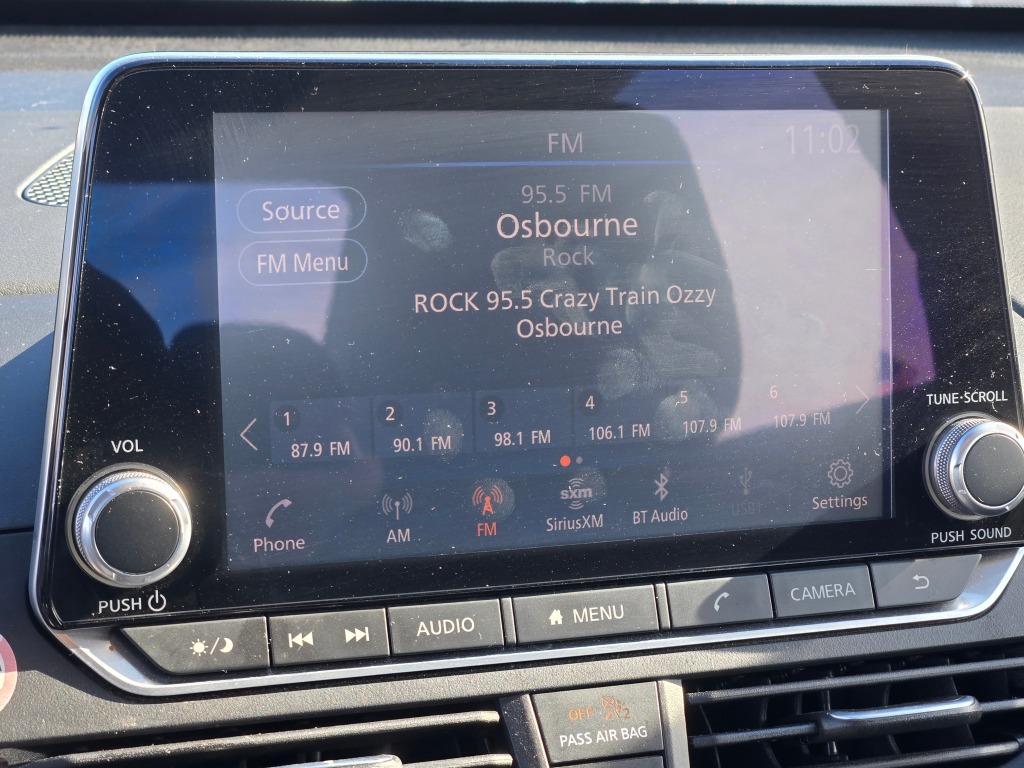 FM
11:02
Source
95.5 FM
Osbourne
FM Menu
Rock
ROCK 95.5 Crazy Train Ozzy
Osbourne
1
87.9 FM
2
90.1 FM
3
98.1 FM
4
106.1 FM
5
107.9 FM
6
107.9 FM
Phone
AM
FM
sxm
SiriusXM
BT Audio
USB1
Settings
VOL
PUSH
TUNE·SCROLL
PUSH SOUND
AUDIO
MENU
CAMERA
OFF
2
PASS AIR BAG